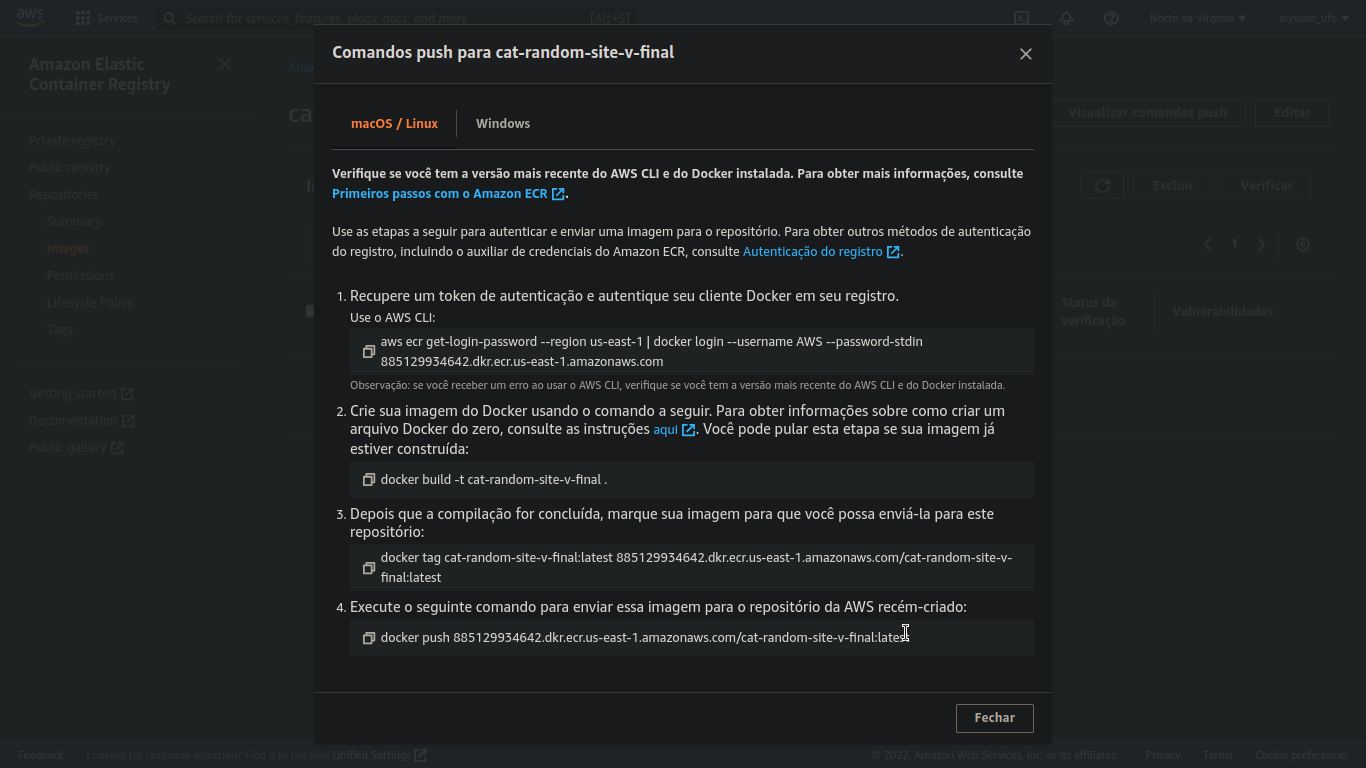 aws
Services
Search for services, features, blogs, docs, and more
[Alt+S]
Norte da Virgínia
alysson_ufc
Amazon Elastic
Container Registry
Private registry
Public registry
Repositories
Summary
Images
Permissions
Lifecycle Policy
Tags
Getting started
Documentation
Public gallery
Visualizar comandos push
Editar
Excluir
Verificar
1
Status da
verificação
Vulnerabilidades
Comandos push para cat-random-site-v-final
macOS / Linux
Windows
Verifique se você tem a versão mais recente do AWS CLI e do Docker instalada. Para obter mais informações, consulte
Primeiros passos com o Amazon ECR.
Use as etapas a seguir para autenticar e enviar uma imagem para o repositório. Para obter outros métodos de autenticação
do registro, incluindo o auxiliar de credenciais do Amazon ECR, consulte Autenticação do registro.
1. Recupere um token de autenticação e autentique seu cliente Docker em seu registro.
Use o AWS CLI:
aws ecr get-login-password --region us-east-1 | docker login --username AWS --password-stdin
885129934642.dkr.ecr.us-east-1.amazonaws.com
Observação: se você receber um erro ao usar o AWS CLI, verifique se você tem a versão mais recente do AWS CLI e do Docker instalada.
2. Crie sua imagem do Docker usando o comando a seguir. Para obter informações sobre como criar um
arquivo Docker do zero, consulte as instruções aqui. Você pode pular esta etapa se sua imagem já
estiver construída:
docker build -t cat-random-site-v-final .
3. Depois que a compilação for concluída, marque sua imagem para que você possa enviá-la para este
repositório:
docker tag cat-random-site-v-final:latest 885129934642.dkr.ecr.us-east-1.amazonaws.com/cat-random-site-v-
final:latest
4. Execute o seguinte comando para enviar essa imagem para o repositório da AWS recém-criado:
docker push 885129934642.dkr.ecr.us-east-1.amazonaws.com/cat-random-site-v-final:latest
Fechar
Feedback
Looking for language selection? Find it in the new Unified Settings
© 2022, Amazon Web Services, Inc. or its affiliates.
Privacy
Terms
Cookie preferences